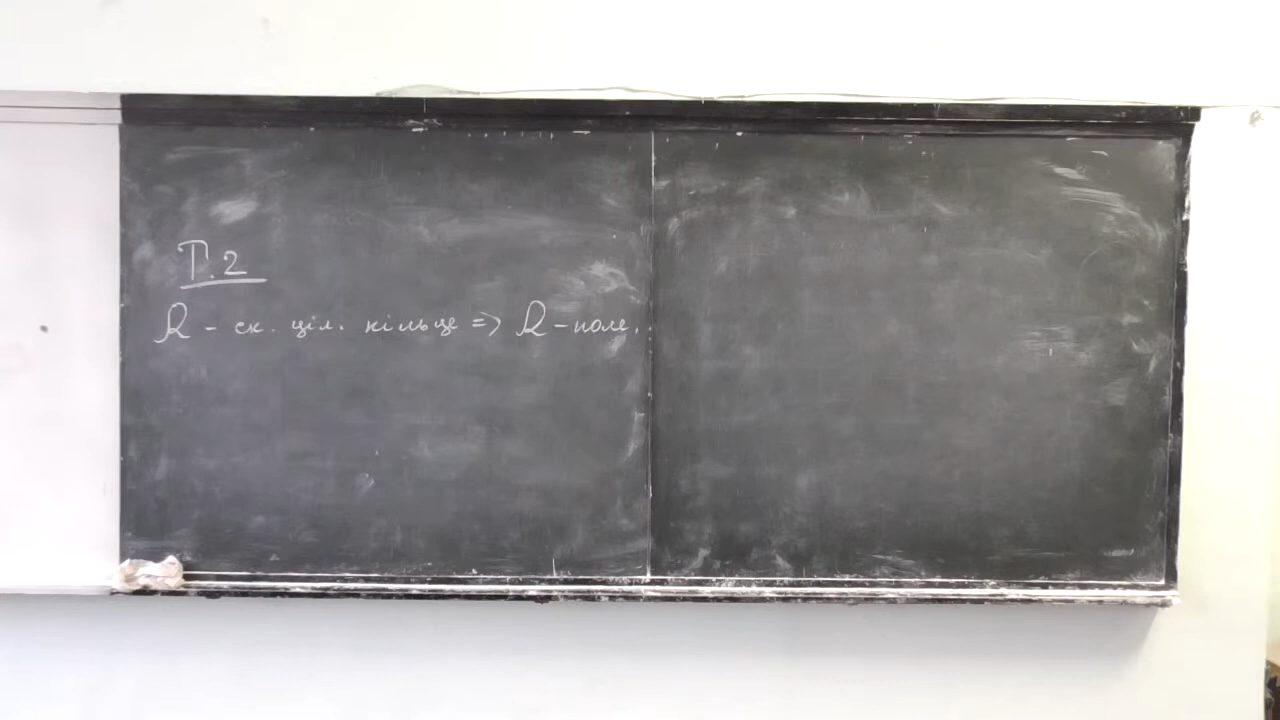 Т.2
R - ск. ціл. кільце => R - поле.